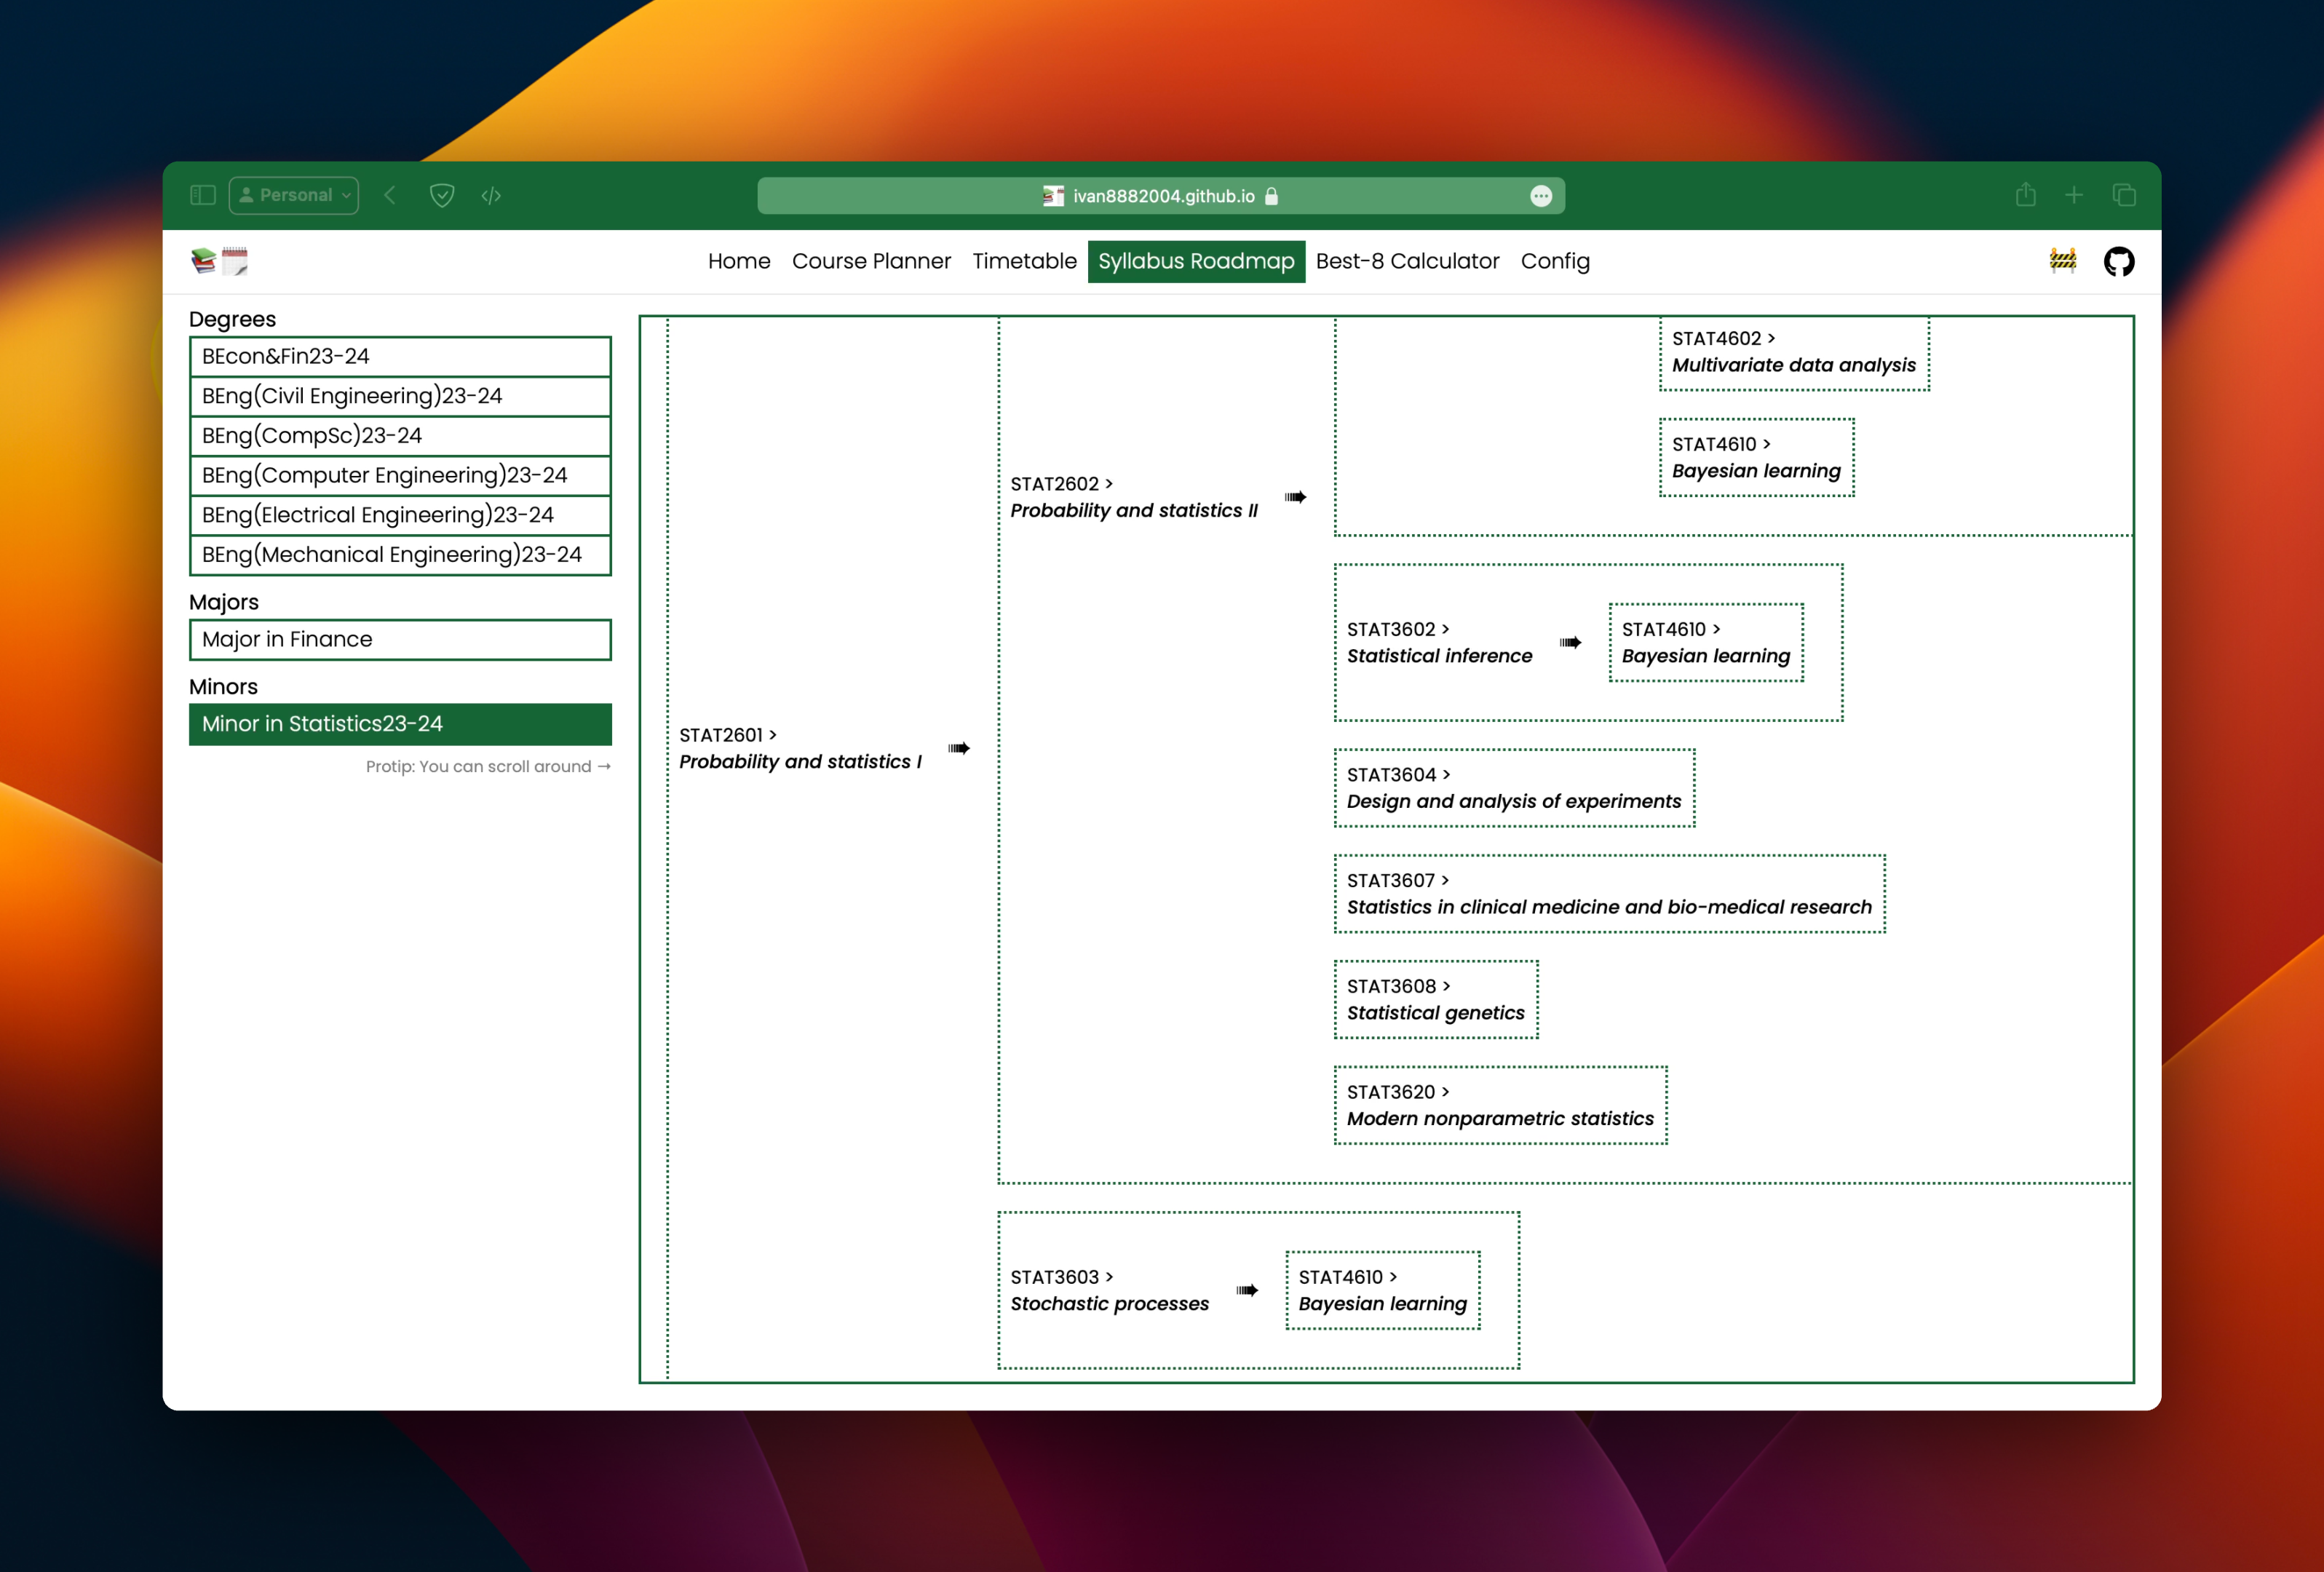 Personal
ivan8882004.github.io
Home Course Planner Timetable Syllabus Roadmap Best-8 Calculator Config
Degrees
BEcon&Fin23-24
BEng(Civil Engineering)23-24
BEng(CompSc)23-24
BEng(Computer Engineering)23-24
BEng(Electrical Engineering)23-24
BEng(Mechanical Engineering)23-24
Majors
Major in Finance
Minors
Minor in Statistics23-24
Protip: You can scroll around →
STAT2601 >
Probability and statistics I
STAT2602 >
Probability and statistics II
STAT4602 >
Multivariate data analysis
STAT4610 >
Bayesian learning
STAT3602 >
Statistical inference
STAT4610 >
Bayesian learning
STAT3604 >
Design and analysis of experiments
STAT3607 >
Statistics in clinical medicine and bio-medical research
STAT3608 >
Statistical genetics
STAT3620 >
Modern nonparametric statistics
STAT3603 >
Stochastic processes
STAT4610 >
Bayesian learning